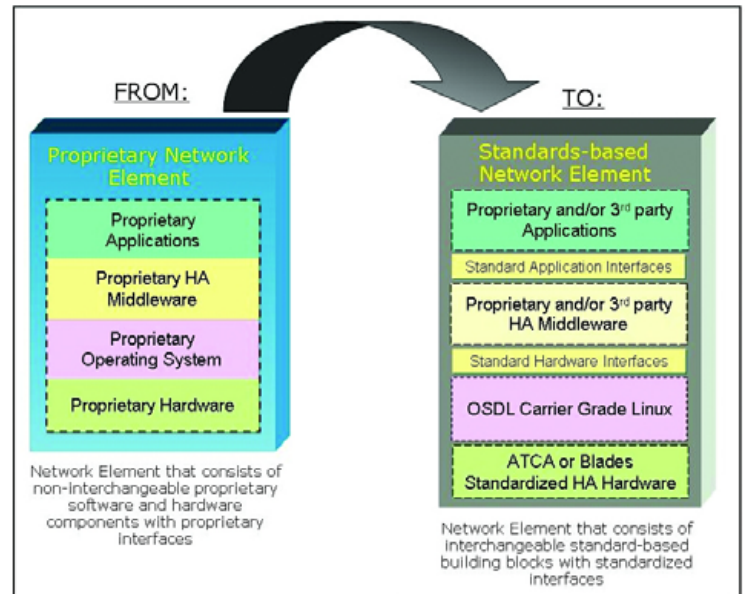 FROM:
TO:
Proprietary Network
Element
Proprietary
Applications
Proprietary HA
Middleware
Proprietary
Operating System
Proprietary Hardware
Network Element that consists of
non-interchangeable proprietary
software and hardware
components with proprietary
interfaces
Standards-based
Network Element
Proprietary and/or 3rd party
Applications
Standard Application Interfaces
Proprietary and/or 3rd party
HA Middleware
Standard Hardware Interfaces
OSDL Carrier Grade Linux
ATCA or Blades
Standardized HA Hardware
Network Element that consists of
interchangeable standard-based
building blocks with standardized
interfaces